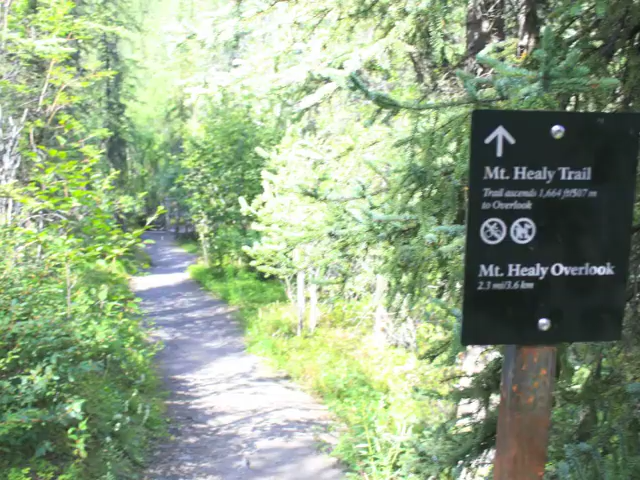 Mt. Healy Trail
Trail ascends 1,664 ft/507 m
to Overlook
Mt. Healy Overlook
2.3 mi/3.6 km